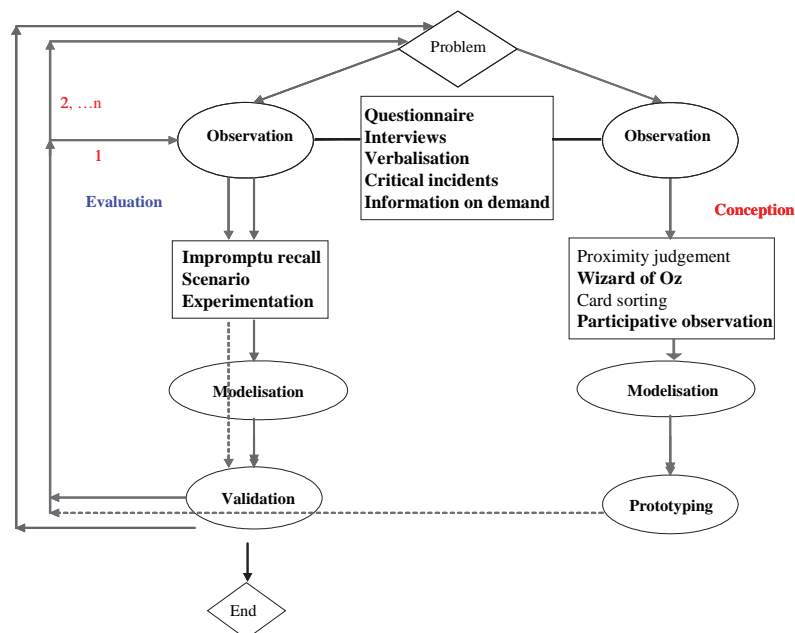 Problem
2, …n
1
Observation
Questionnaire
Interviews
Verbalisation
Critical incidents
Information on demand
Observation
Evaluation
Conception
Impromptu recall
Scenario
Experimentation
Proximity judgement
Wizard of Oz
Card sorting
Participative observation
Modelisation
Modelisation
Validation
Prototyping
End